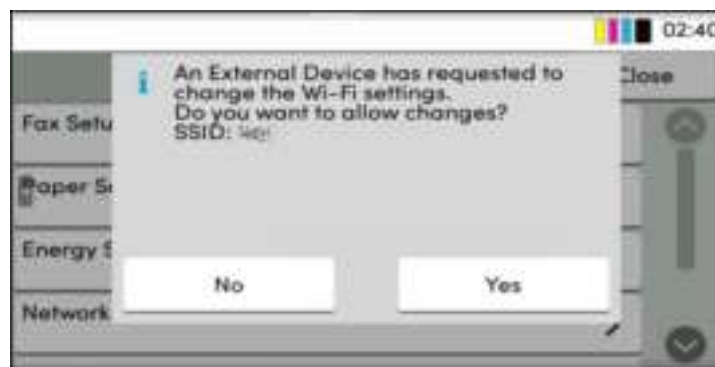 02:40
Close
An External Device has requested to
change the Wi-Fi settings.
Do you want to allow changes?
SSID:
Fax Setu
Paper Se
Energy S
Network
No
Yes